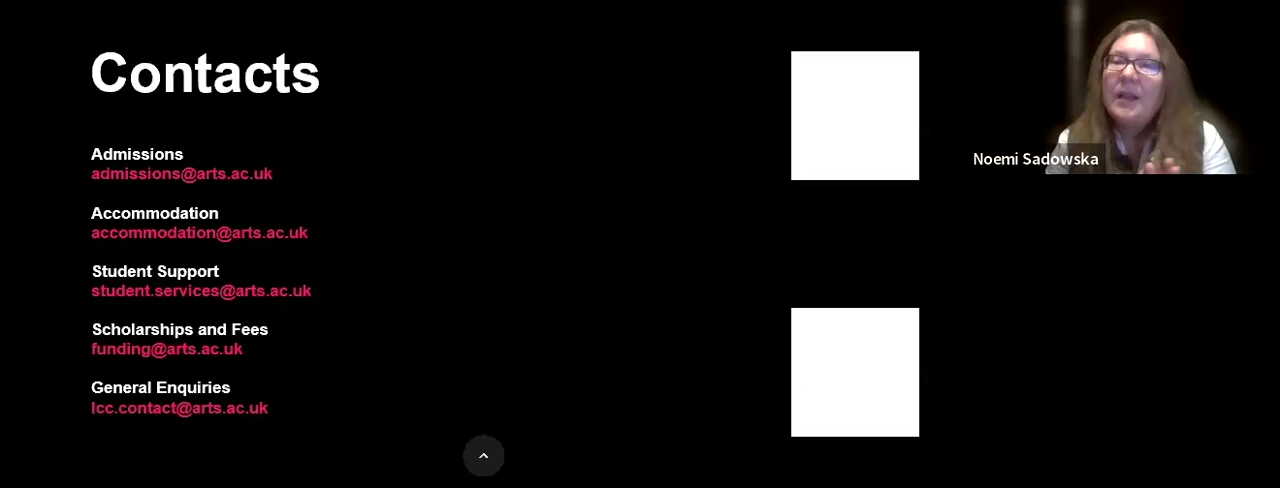 Contacts
Admissions
admissions@arts.ac.uk
Accommodation
accommodation@arts.ac.uk
Student Support
student.services@arts.ac.uk
Scholarships and Fees
funding@arts.ac.uk
General Enquiries
lcc.contact@arts.ac.uk
Noemi Sadowska